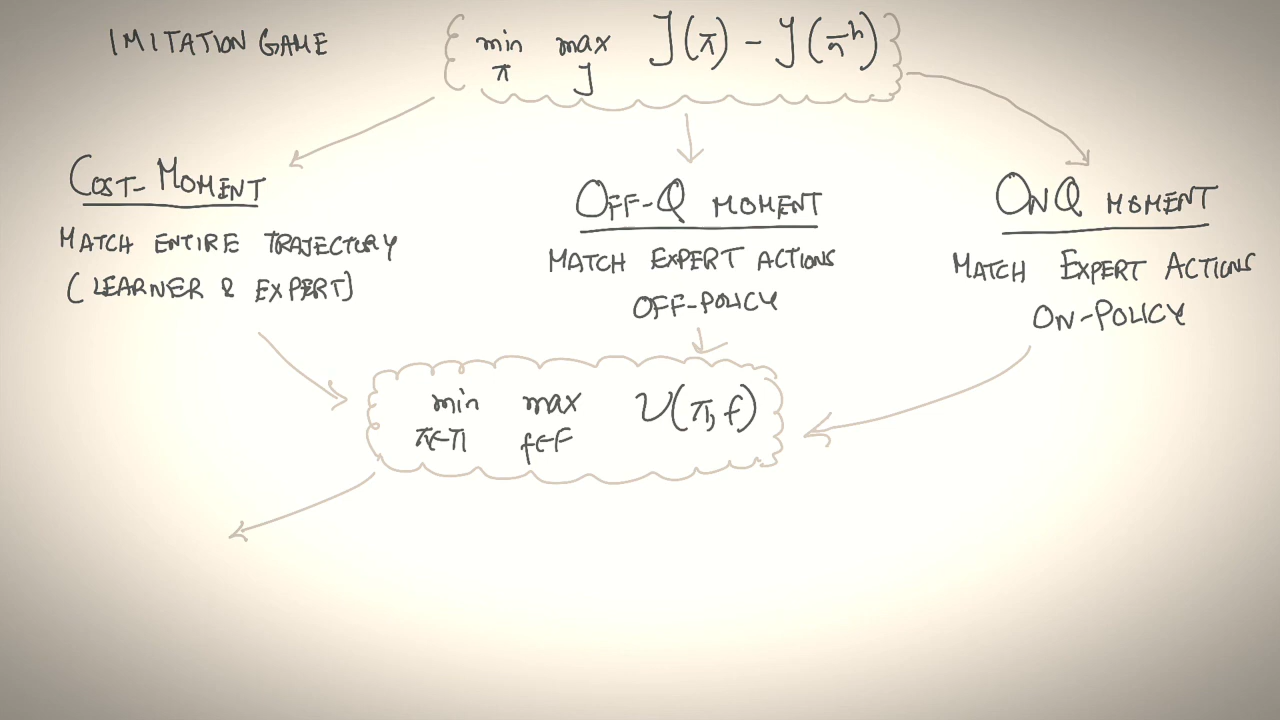 IMITATION GAME
min max J(π) - J(π^h)
π J
COST-MOMENT
MATCH ENTIRE TRAJECTORY
(LEARNER & EXPERT)
OFF-Q MOMENT
MATCH EXPERT ACTIONS
OFF-POLICY
ON Q MOMENT
MATCH EXPERT ACTIONS
ON-POLICY
min max U(π, f)
π∈Π f∈F